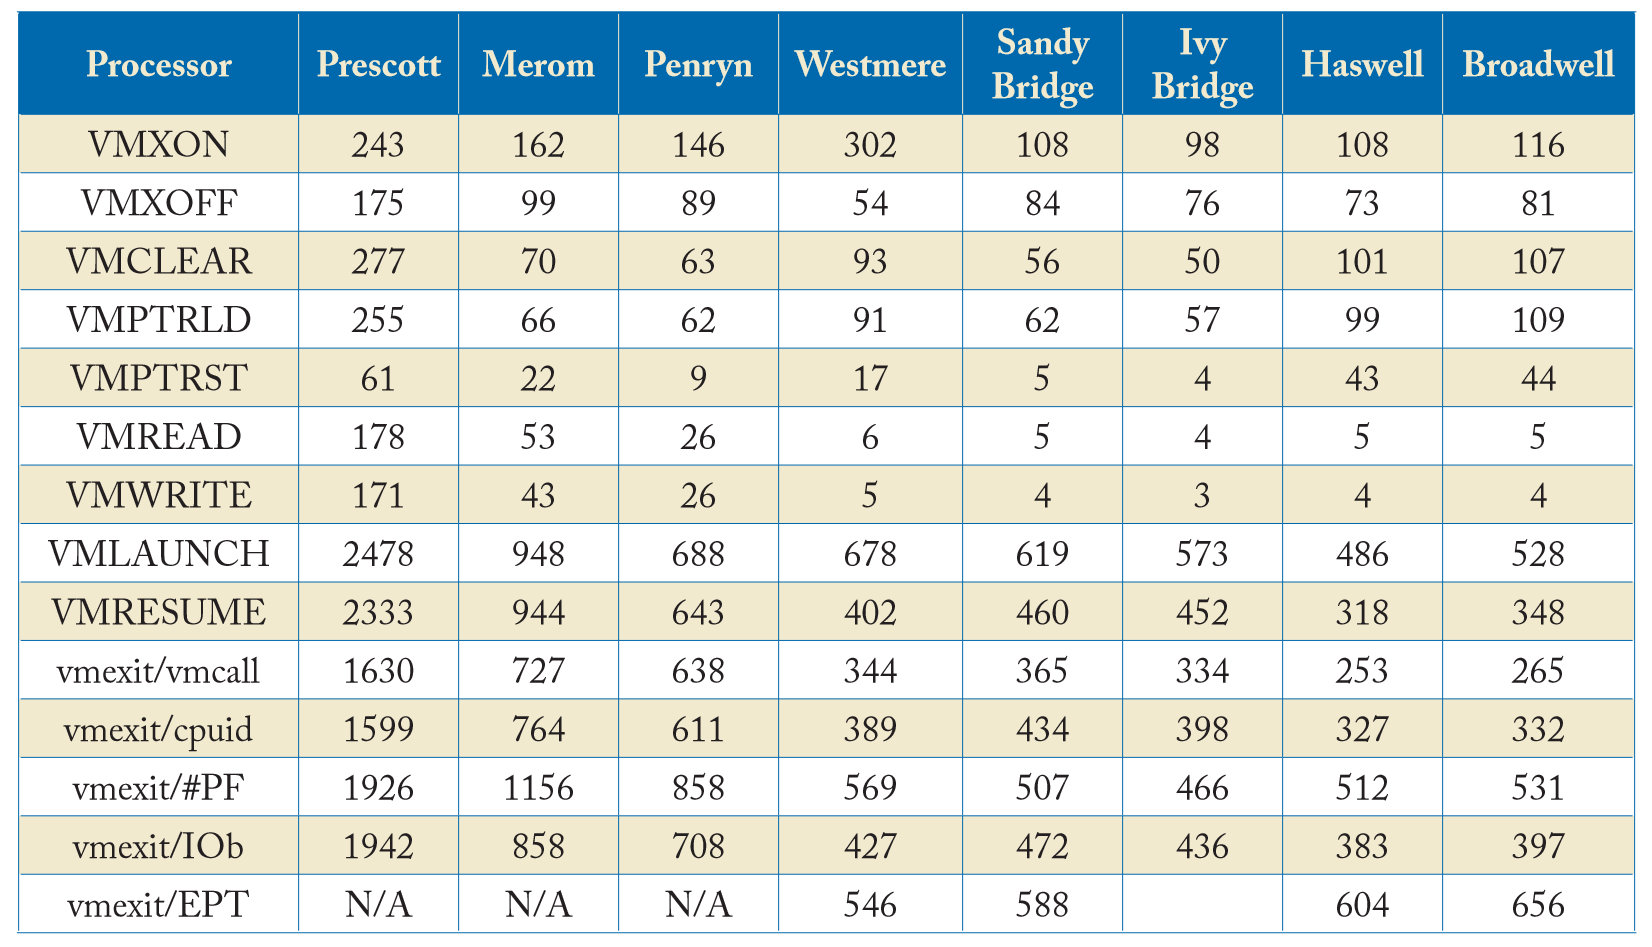 Processor Prescott Merom Penryn Westmere Sandy Bridge Ivy Bridge Haswell Broadwell
VMXON 243 162 146 302 108 98 108 116
VMXOFF 175 99 89 54 84 76 73 81
VMCLEAR 277 70 63 93 56 50 101 107
VMPTRLD 255 66 62 91 62 57 99 109
VMPTRST 61 22 9 17 5 4 43 44
VMREAD 178 53 26 6 5 4 5 5
VMWRITE 171 43 26 5 4 3 4 4
VMLAUNCH 2478 948 688 678 619 573 486 528
VMRESUME 2333 944 643 402 460 452 318 348
vmexit/vmcall 1630 727 638 344 365 334 253 265
vmexit/cpuid 1599 764 611 389 434 398 327 332
vmexit/#PF 1926 1156 858 569 507 466 512 531
vmexit/IOb 1942 858 708 427 472 436 383 397
vmexit/EPT N/A N/A N/A 546 588 604 656